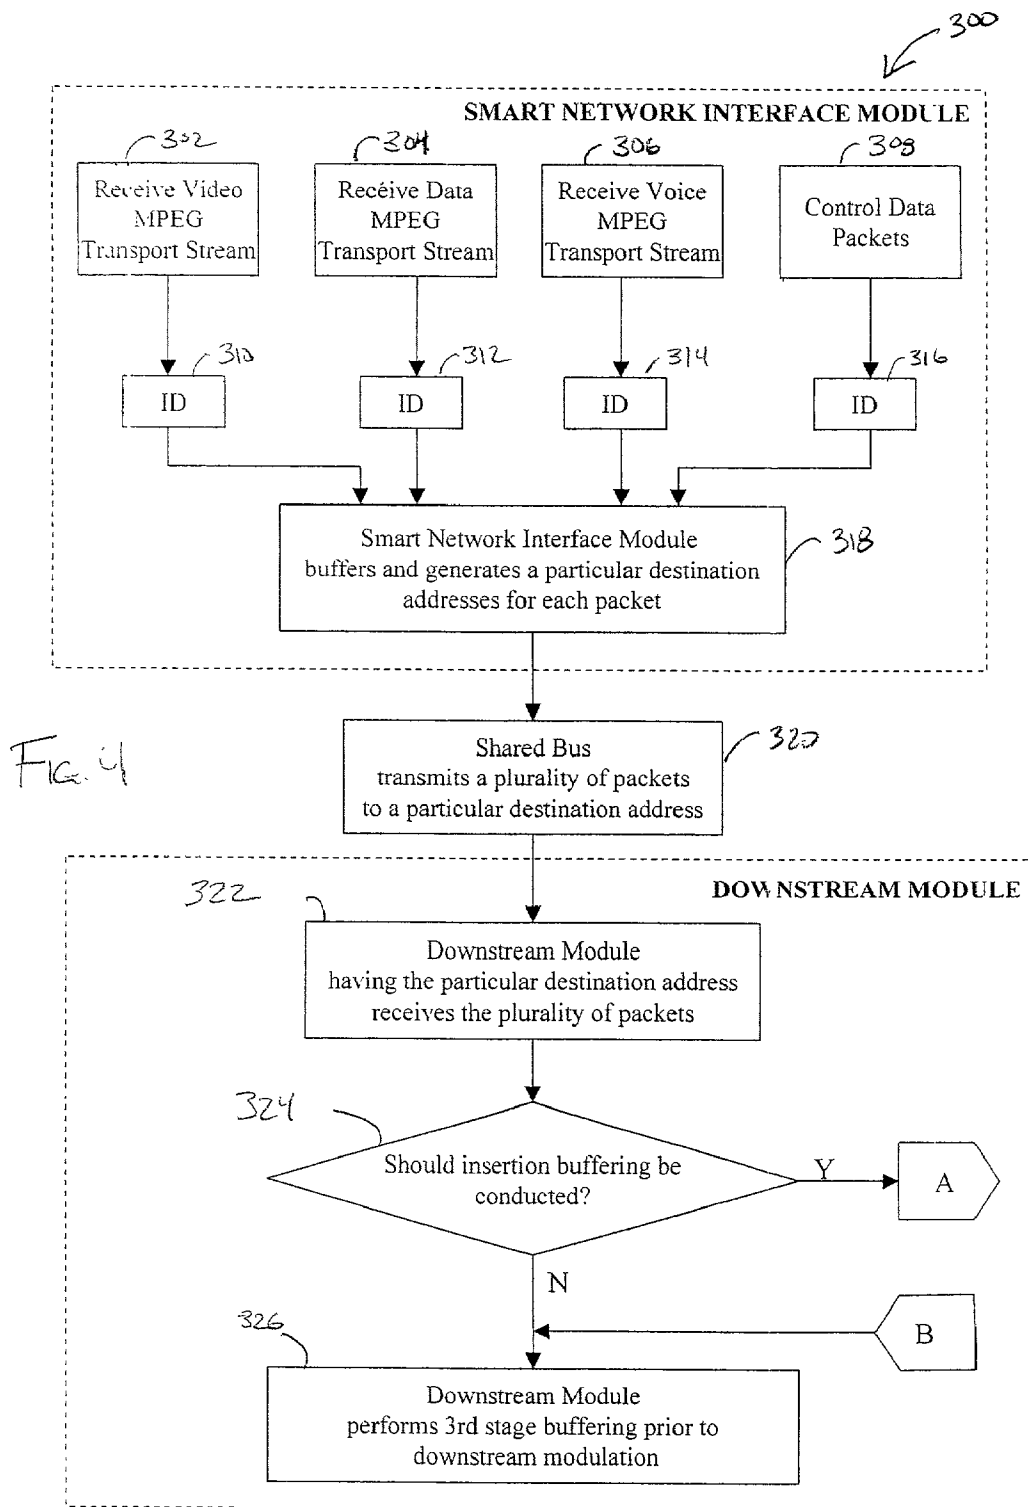 300
SMART NETWORK INTERFACE MODULE
302
304
306
308
Receive Video
MPEG
Transport Stream
Receive Data
MPEG
Transport Stream
Receive Voice
MPEG
Transport Stream
Control Data
Packets
310
312
314
316
ID
ID
ID
ID
Smart Network Interface Module
buffers and generates a particular destination
addresses for each packet
318
Shared Bus
transmits a plurality of packets
to a particular destination address
320
FIG. 4
DOWNSTREAM MODULE
322
Downstream Module
having the particular destination address
receives the plurality of packets
324
Should insertion buffering be
conducted?
Y
A
N
B
326
Downstream Module
performs 3rd stage buffering prior to
downstream modulation